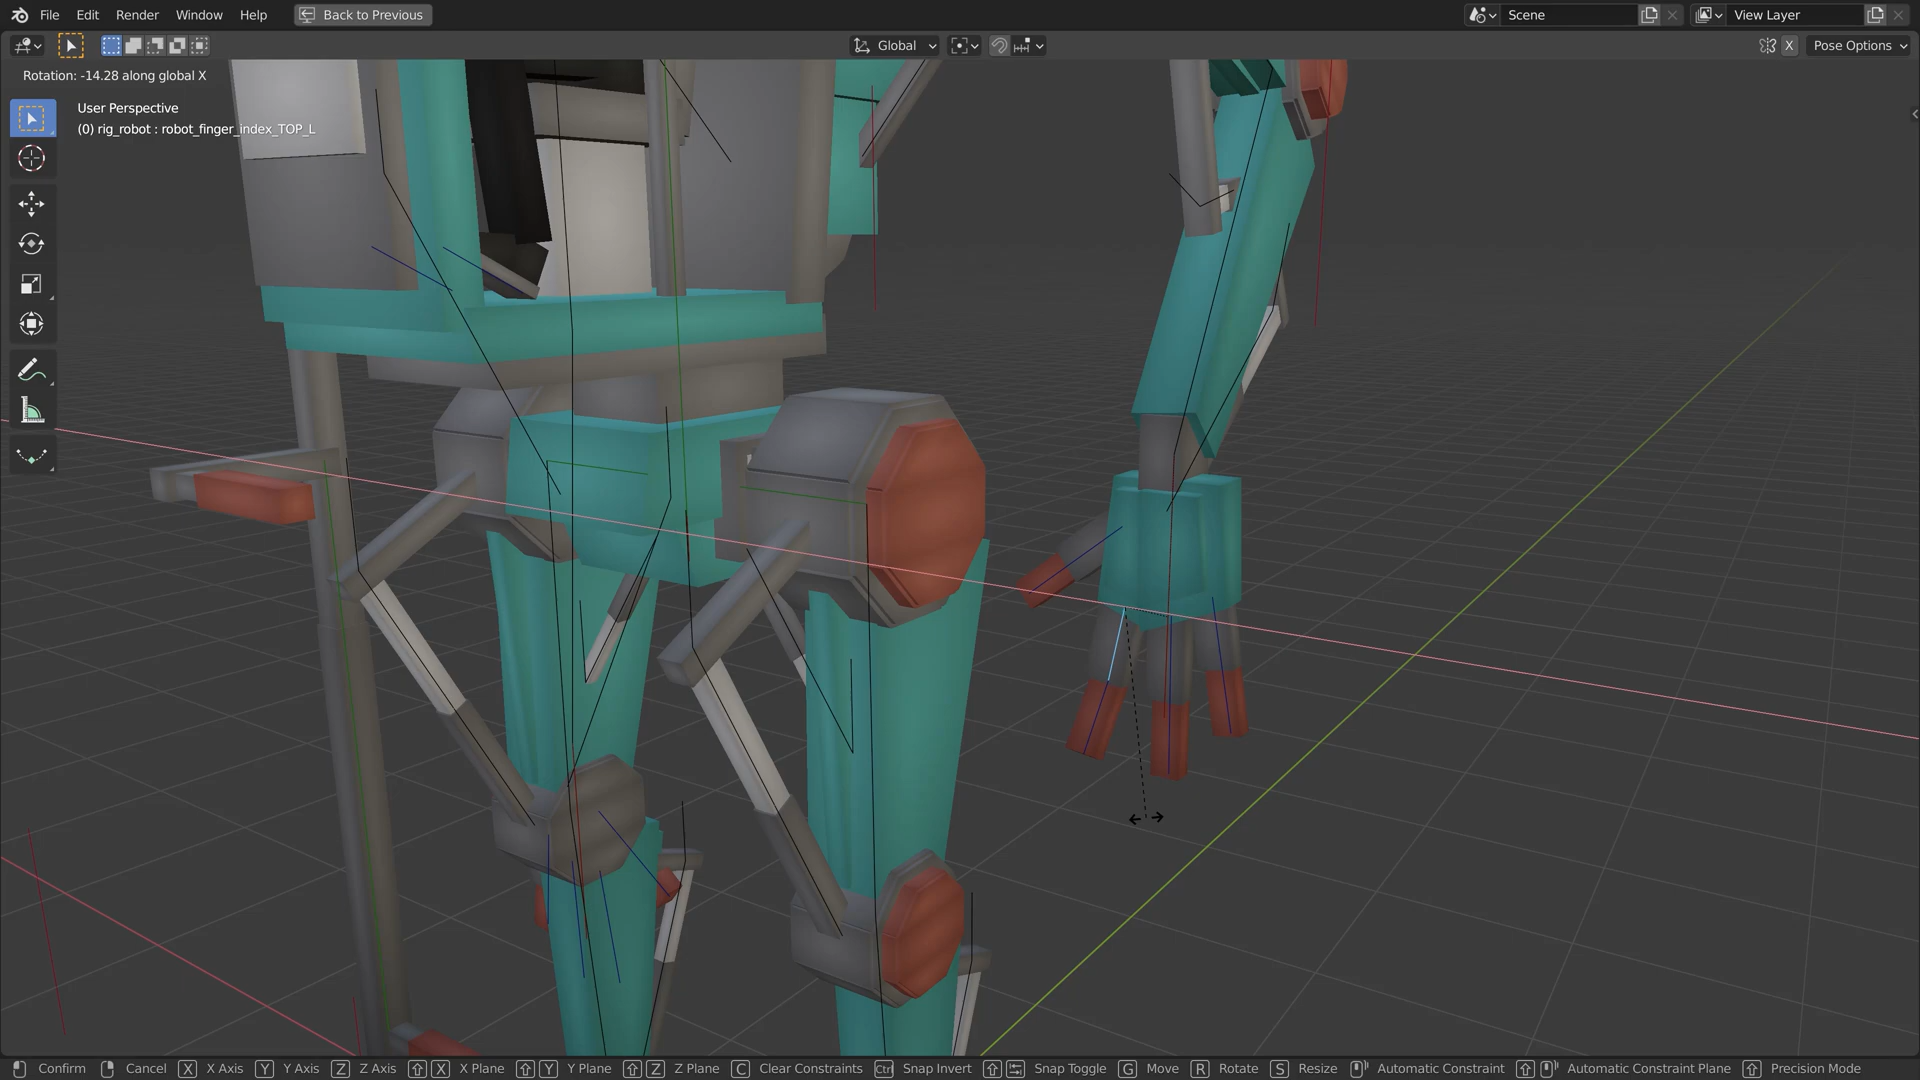 File Edit Render Window Help Back to Previous Scene View Layer
Global X Pose Options
Rotation: -14.28 along global X
User Perspective
(0) rig_robot : robot_finger_index_TOP_L
Confirm Cancel X X Axis Y Y Axis Z Z Axis X X Plane Y Y Plane Z Z Plane C Clear Constraints Ctrl Snap Invert Snap Toggle G Move R Rotate S Resize Automatic Constraint Automatic Constraint Plane Precision Mode